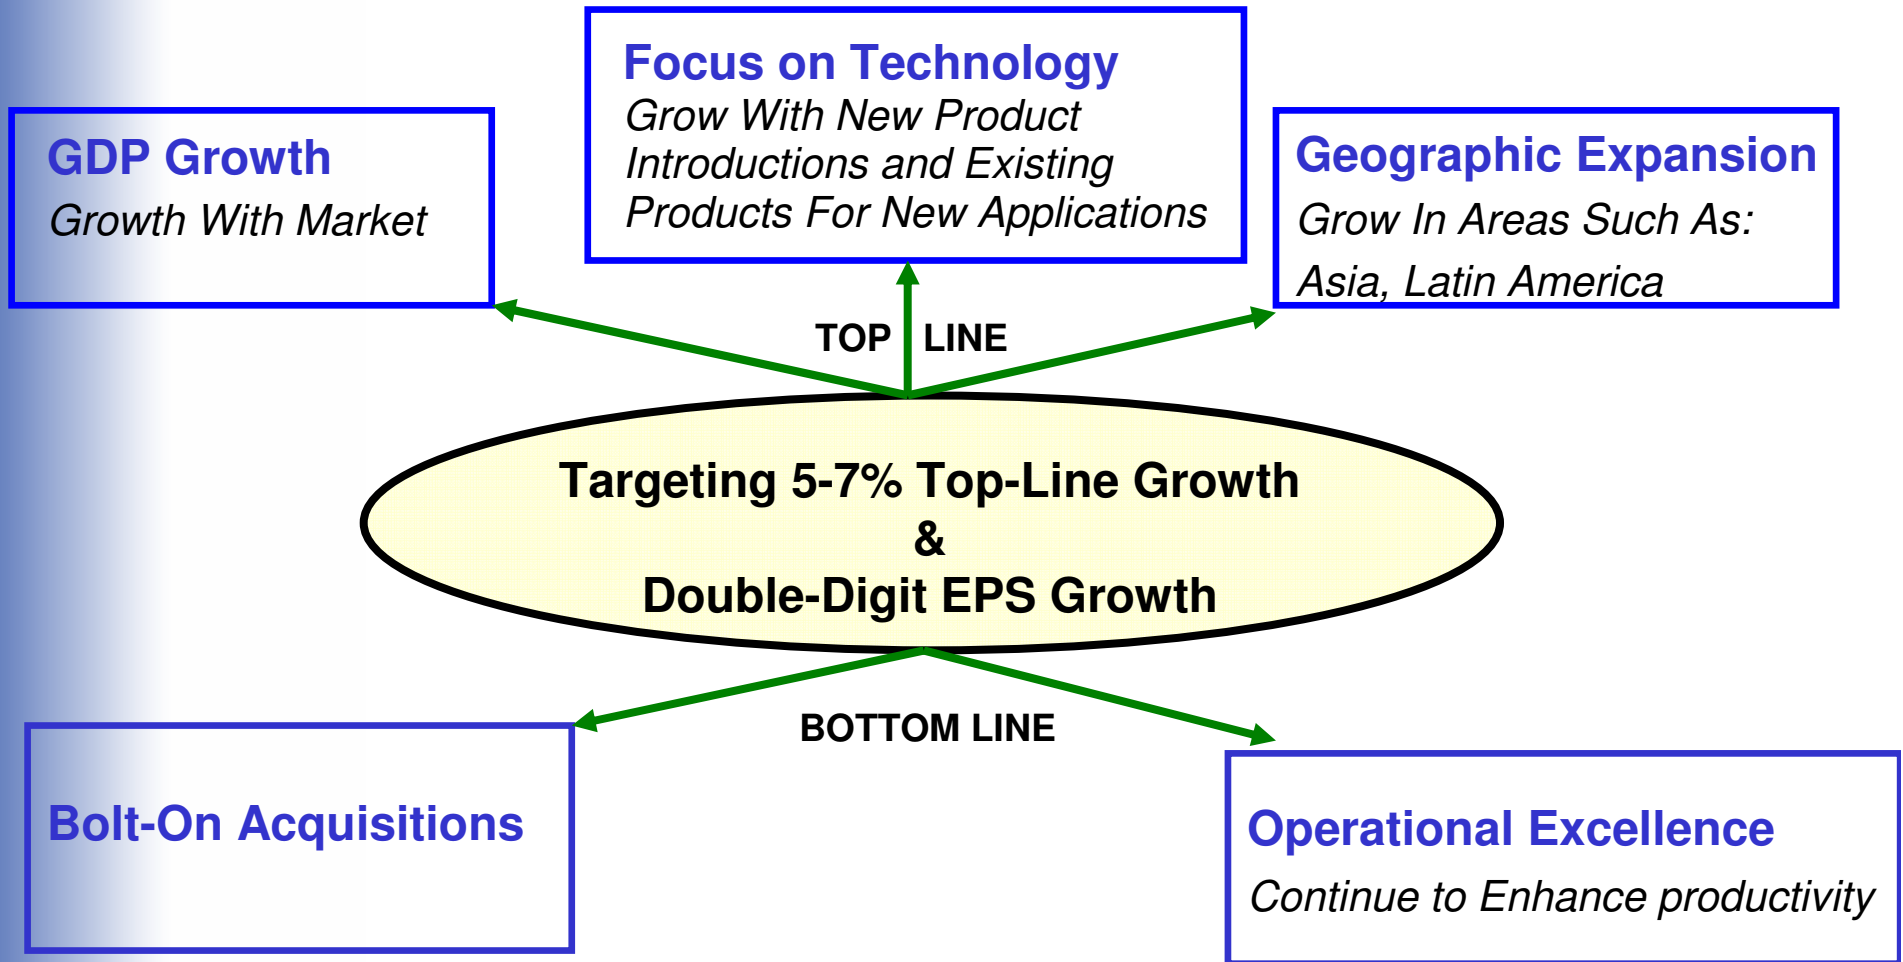 Focus on Technology
Grow With New Product
Introductions and Existing
Products For New Applications
GDP Growth
Growth With Market
Geographic Expansion
Grow In Areas Such As:
Asia, Latin America
TOP LINE
Targeting 5-7% Top-Line Growth
&
Double-Digit EPS Growth
BOTTOM LINE
Bolt-On Acquisitions
Operational Excellence
Continue to Enhance productivity